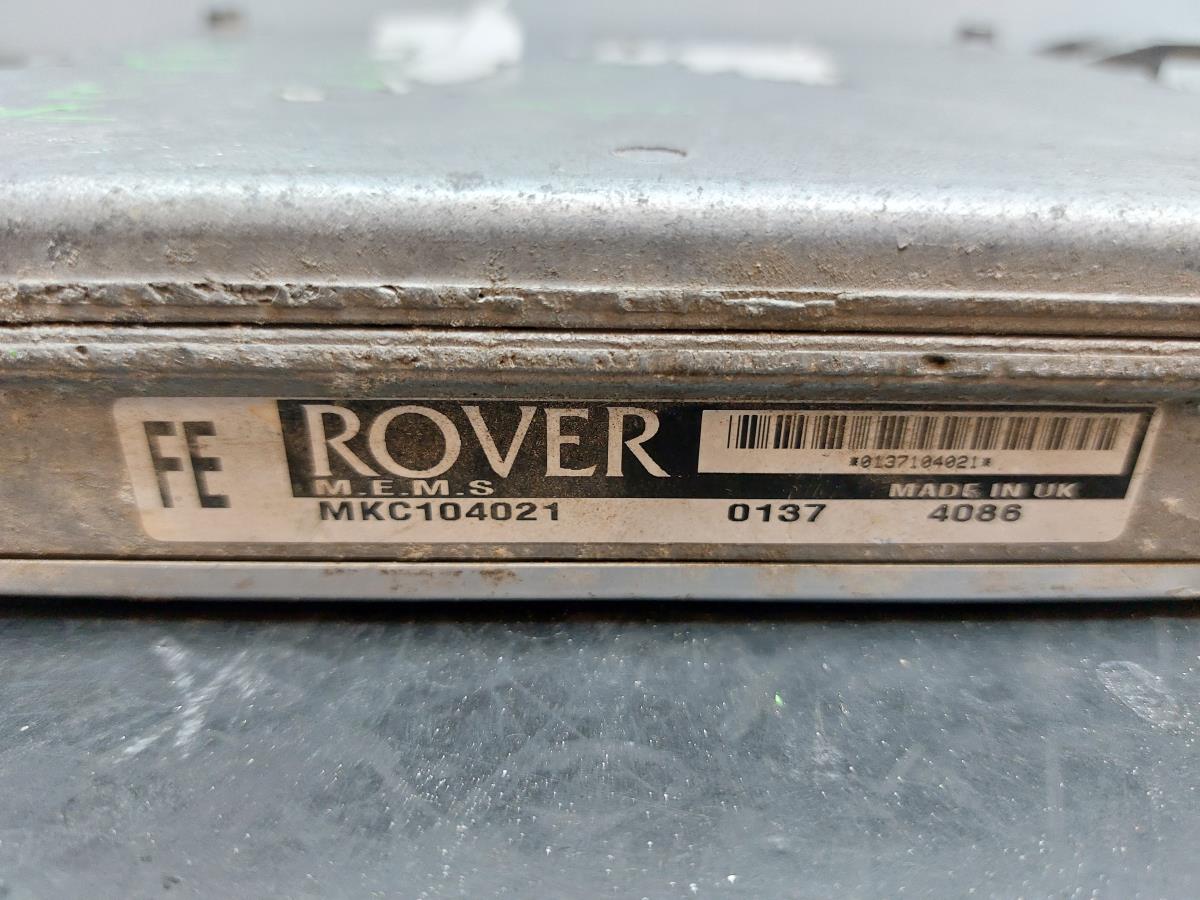 FE
ROVER
*0137104021*
M.E.M.S
MADE IN UK
MKC104021 0137 4086